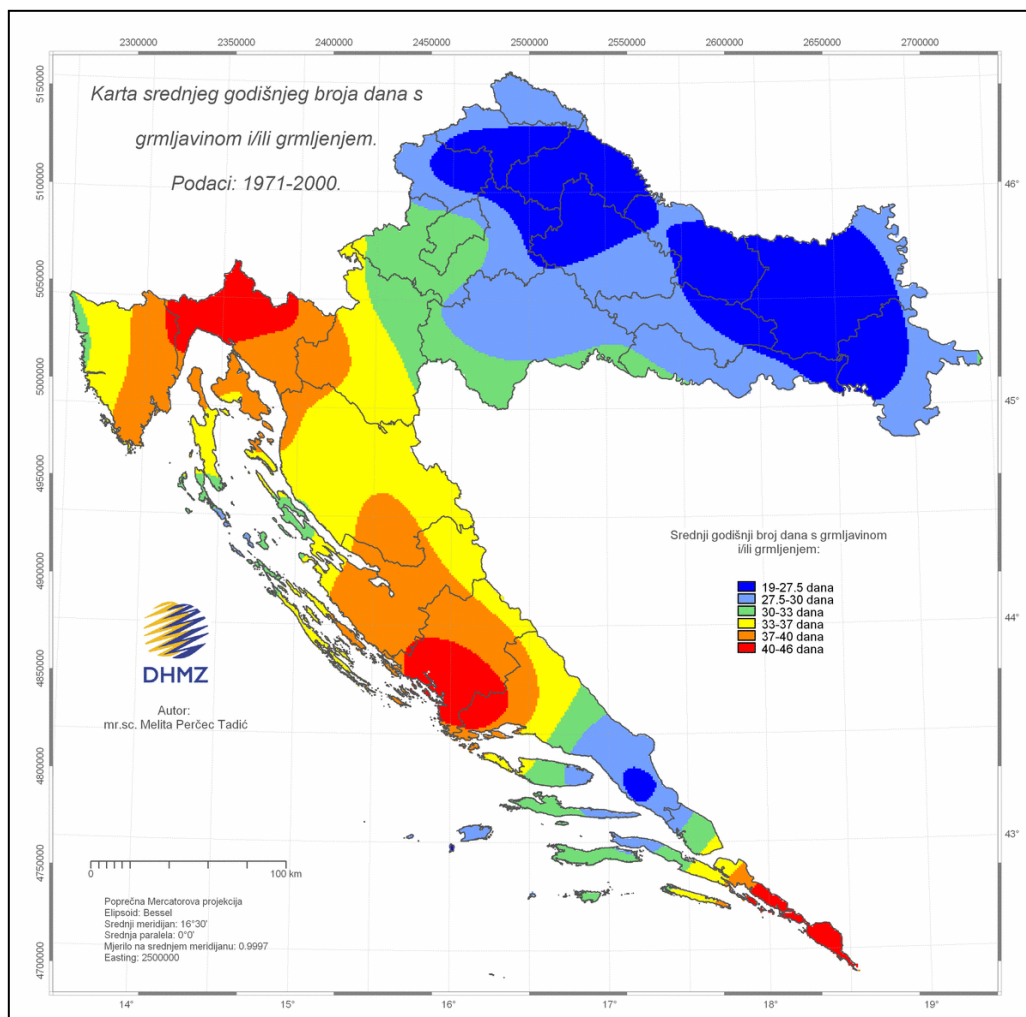 2300000 2350000 2400000 2450000 2500000 2550000 2600000 2650000 2700000
Karta srednjeg godišnjeg broja dana s
grmljavinom i/ili grmljenjem.
Podaci: 1971-2000.
5150000
5100000
5050000
5000000
4950000
4900000
4850000
4800000
4750000
4700000
46°
45°
44°
43°
Srednji godišnji broj dana s grmljavinom
i/ili grmljenjem:
19-27.5 dana
27.5-30 dana
30-33 dana
33-37 dana
37-40 dana
40-46 dana
DHMZ
Autor:
mr.sc. Melita Perčec Tadić
0 100 km
Poprečna Mercatorova projekcija
Elipsoid: Bessel
Srednji meridijan: 16°30'
Srednja paralela: 0°0'
Mjerilo na srednjem meridijanu: 0.9997
Easting: 2500000
14° 15° 16° 17° 18° 19°